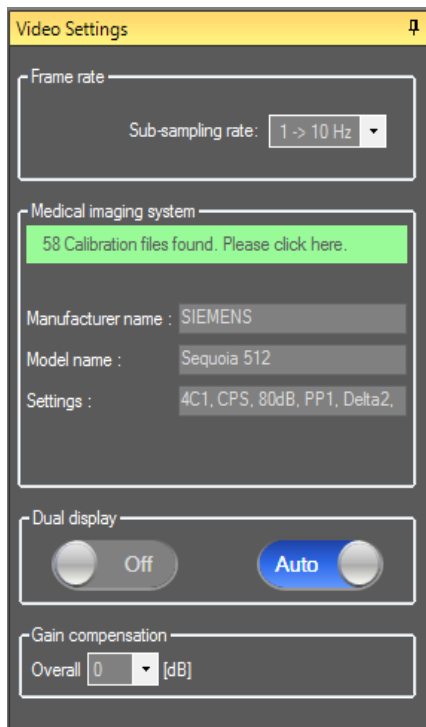 Video Settings
Frame rate
Sub-sampling rate: 1 -> 10 Hz
Medical imaging system
58 Calibration files found. Please click here.
Manufacturer name : SIEMENS
Model name : Sequoia 512
Settings : 4C1, CPS, 80dB, PP1, Delta2,
Dual display
Off Auto
Gain compensation
Overall 0 [dB]